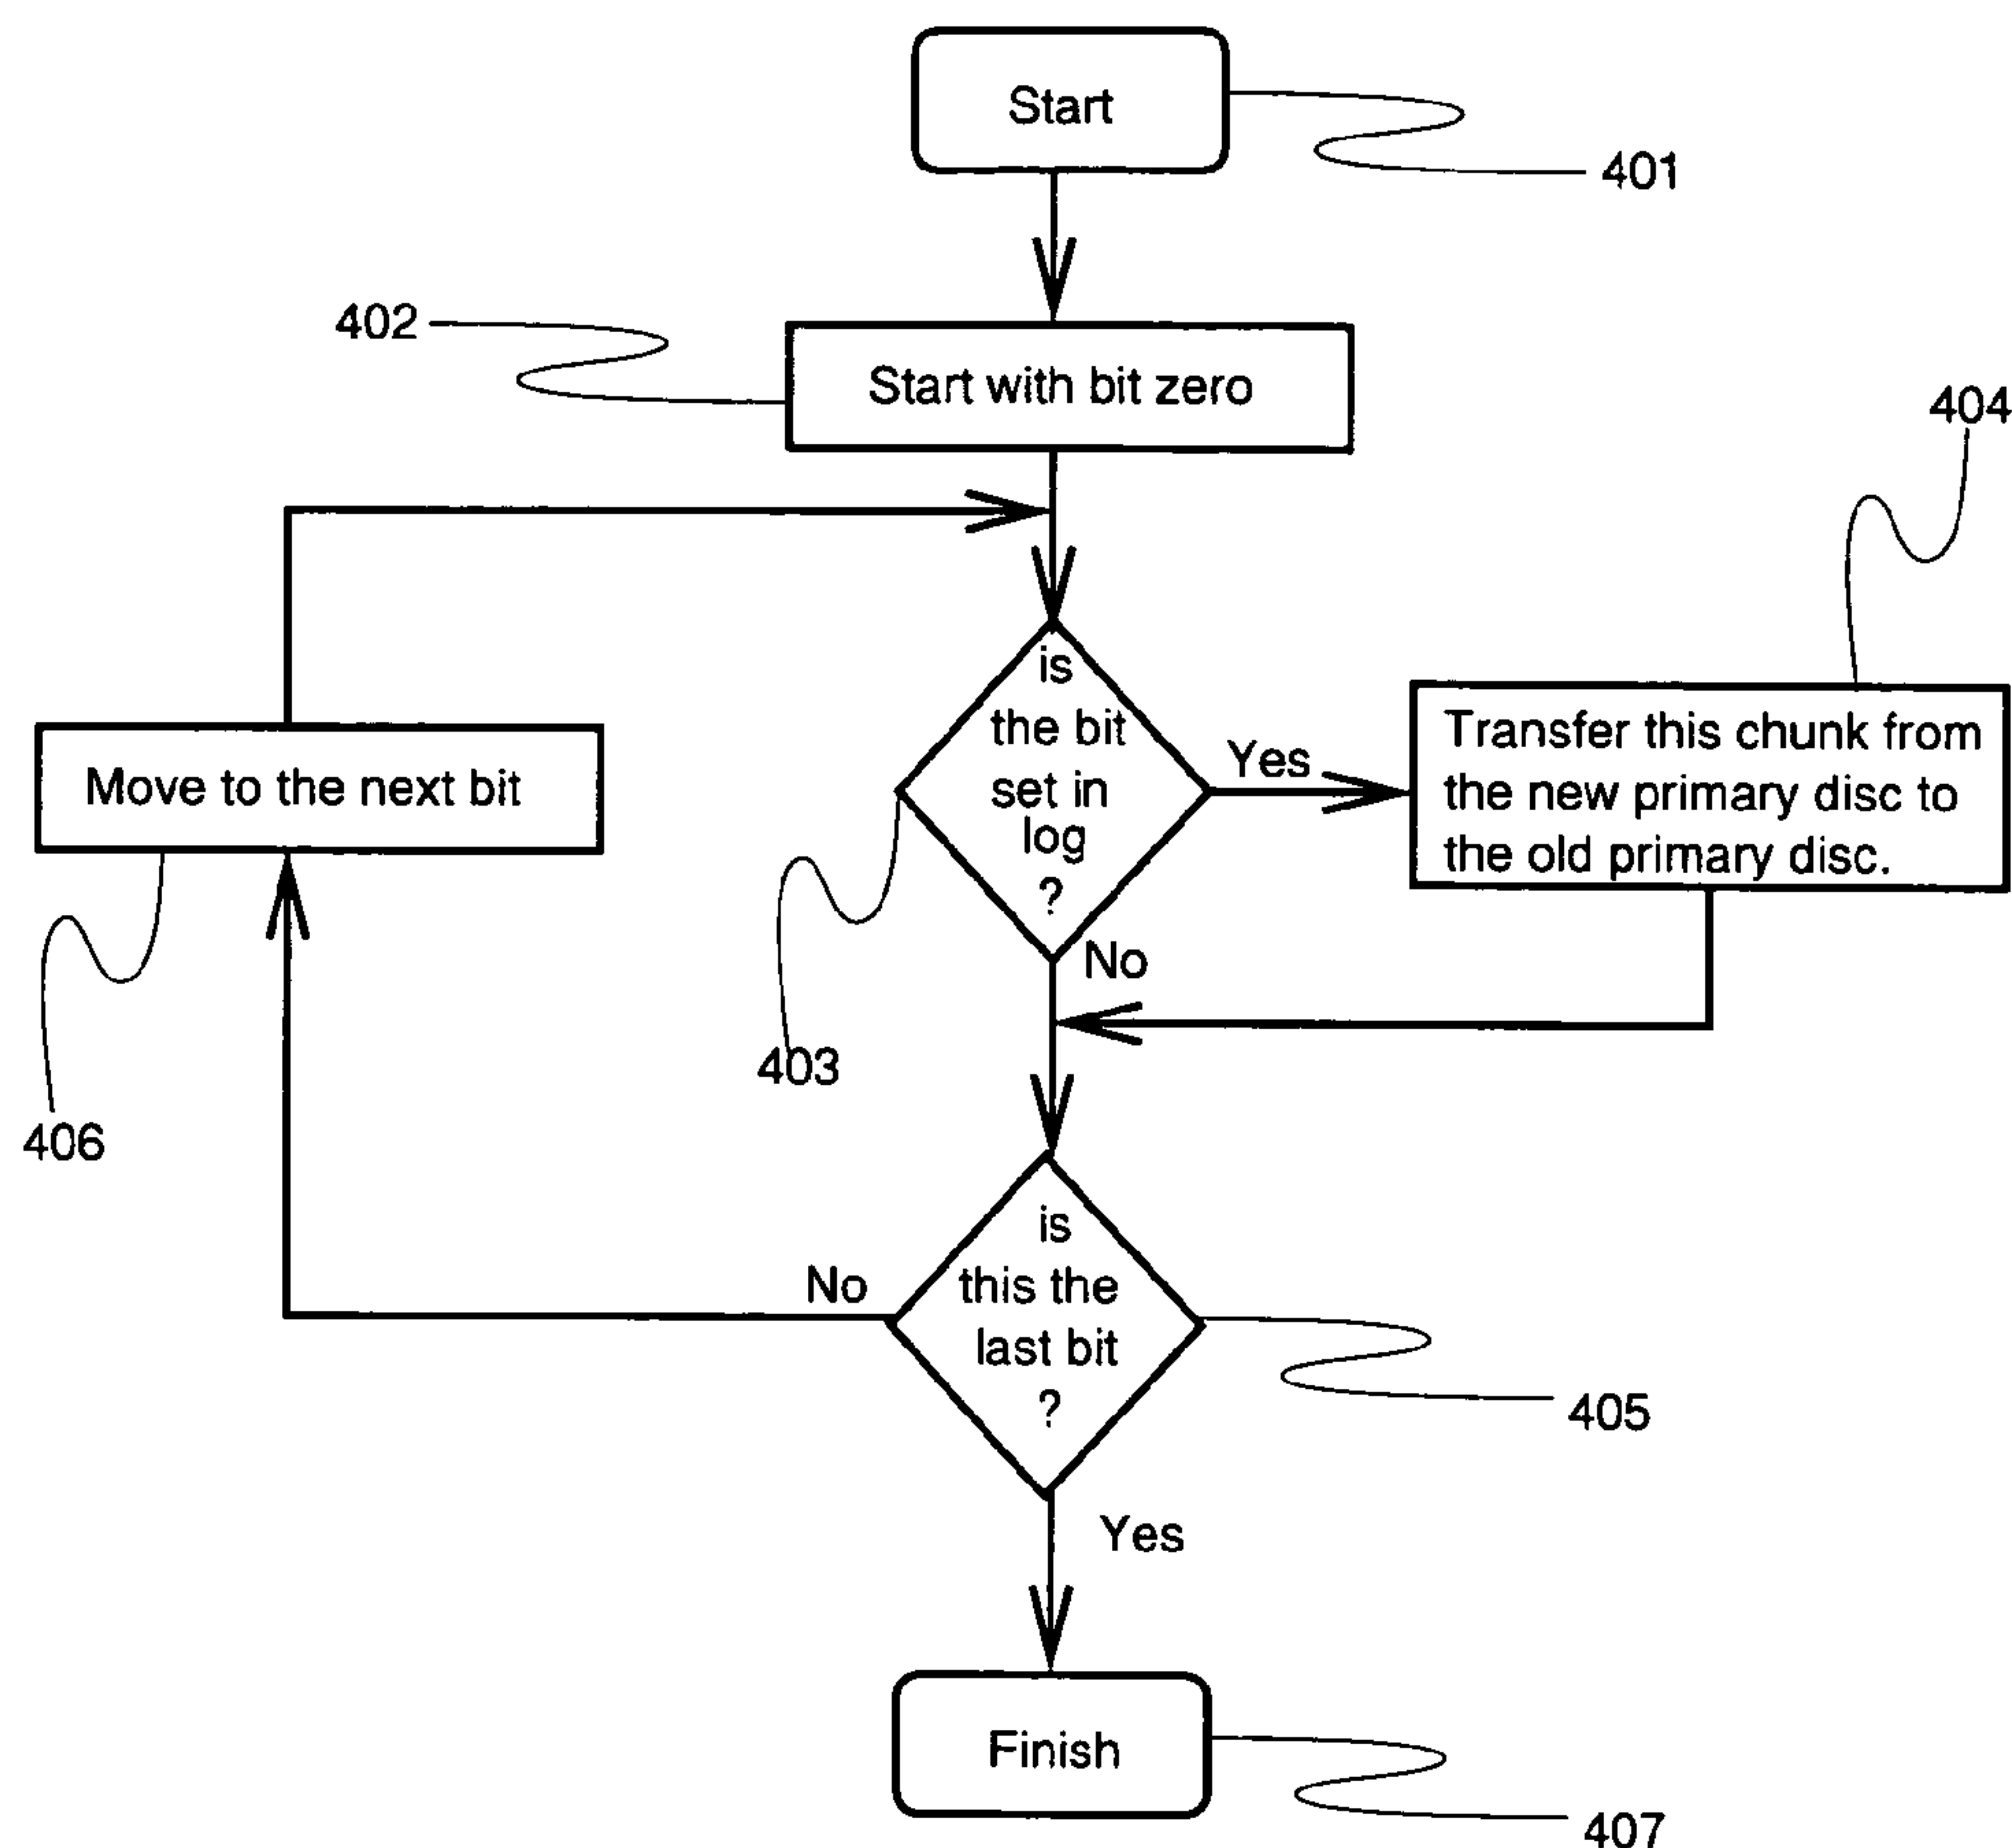 Start
401
402
Start with bit zero
404
is
the bit
set in
log
?
Yes
Transfer this chunk from
the new primary disc to
the old primary disc.
Move to the next bit
No
403
406
is
this the
last bit
?
No
405
Yes
Finish
407